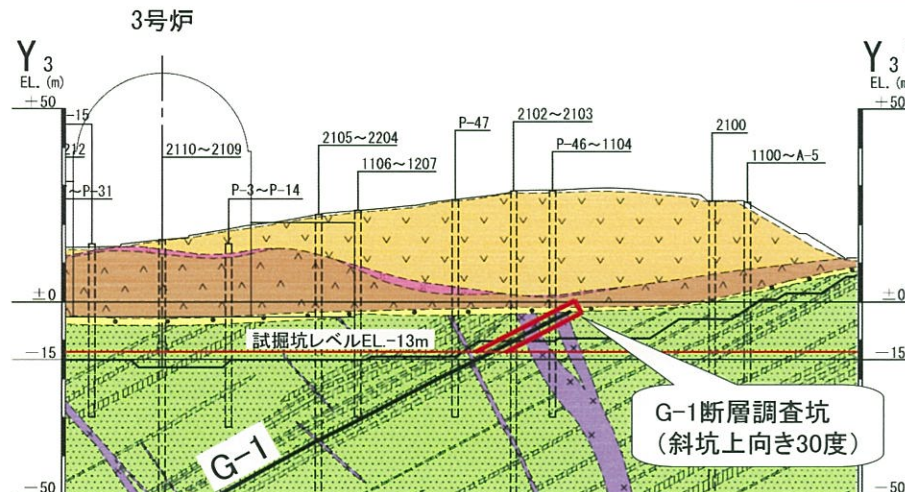 3号炉
Y3
EL. (m)
Y3
EL. (m)
+50
+50
-15
P-47
2102～2103
2105～2204
2100
212
2110～2109
1106～1207
P-46～1104
1100～A-5
～P-31
P-3～P-14
±0
±0
試掘坑レベルEL.-13m
-15
-15
G-1断層調査坑
(斜坑上向き30度)
G-1
-50
-50